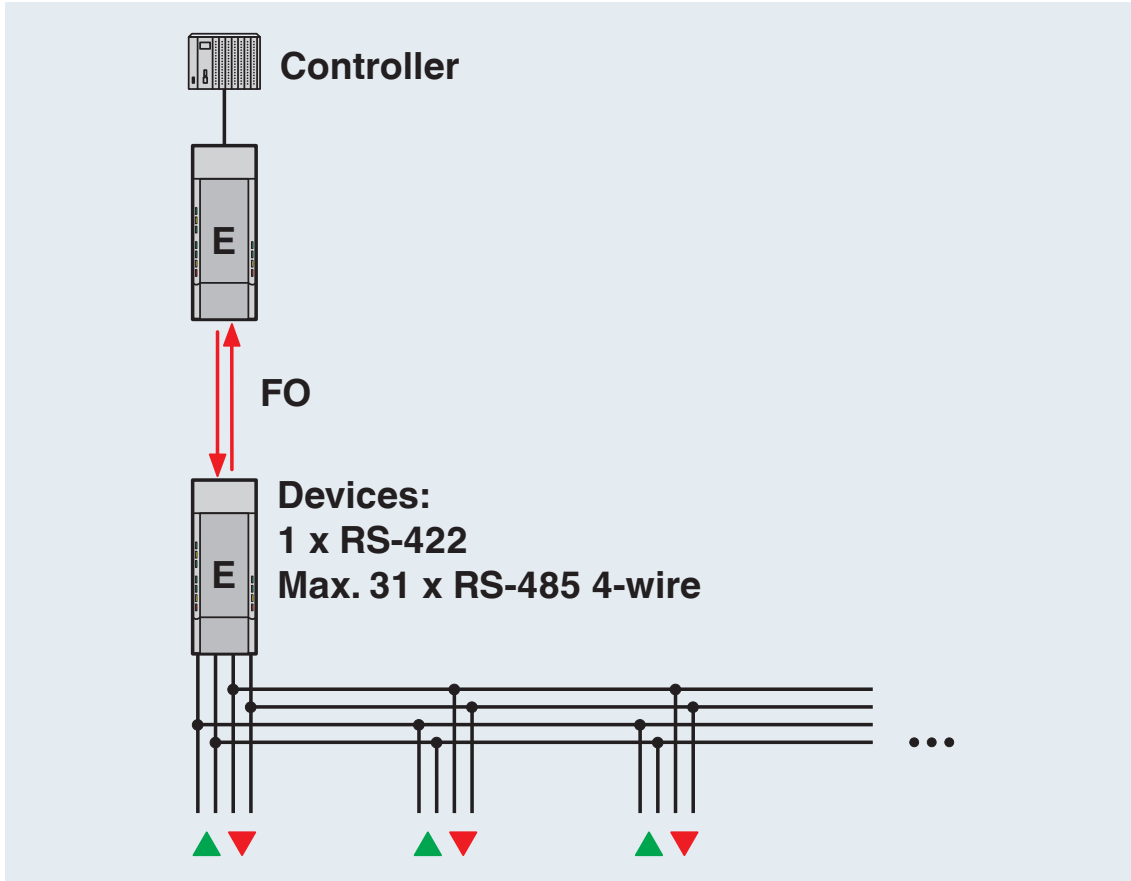 Controller
E
FO
E
Devices:
1 x RS-422
Max. 31 x RS-485 4-wire